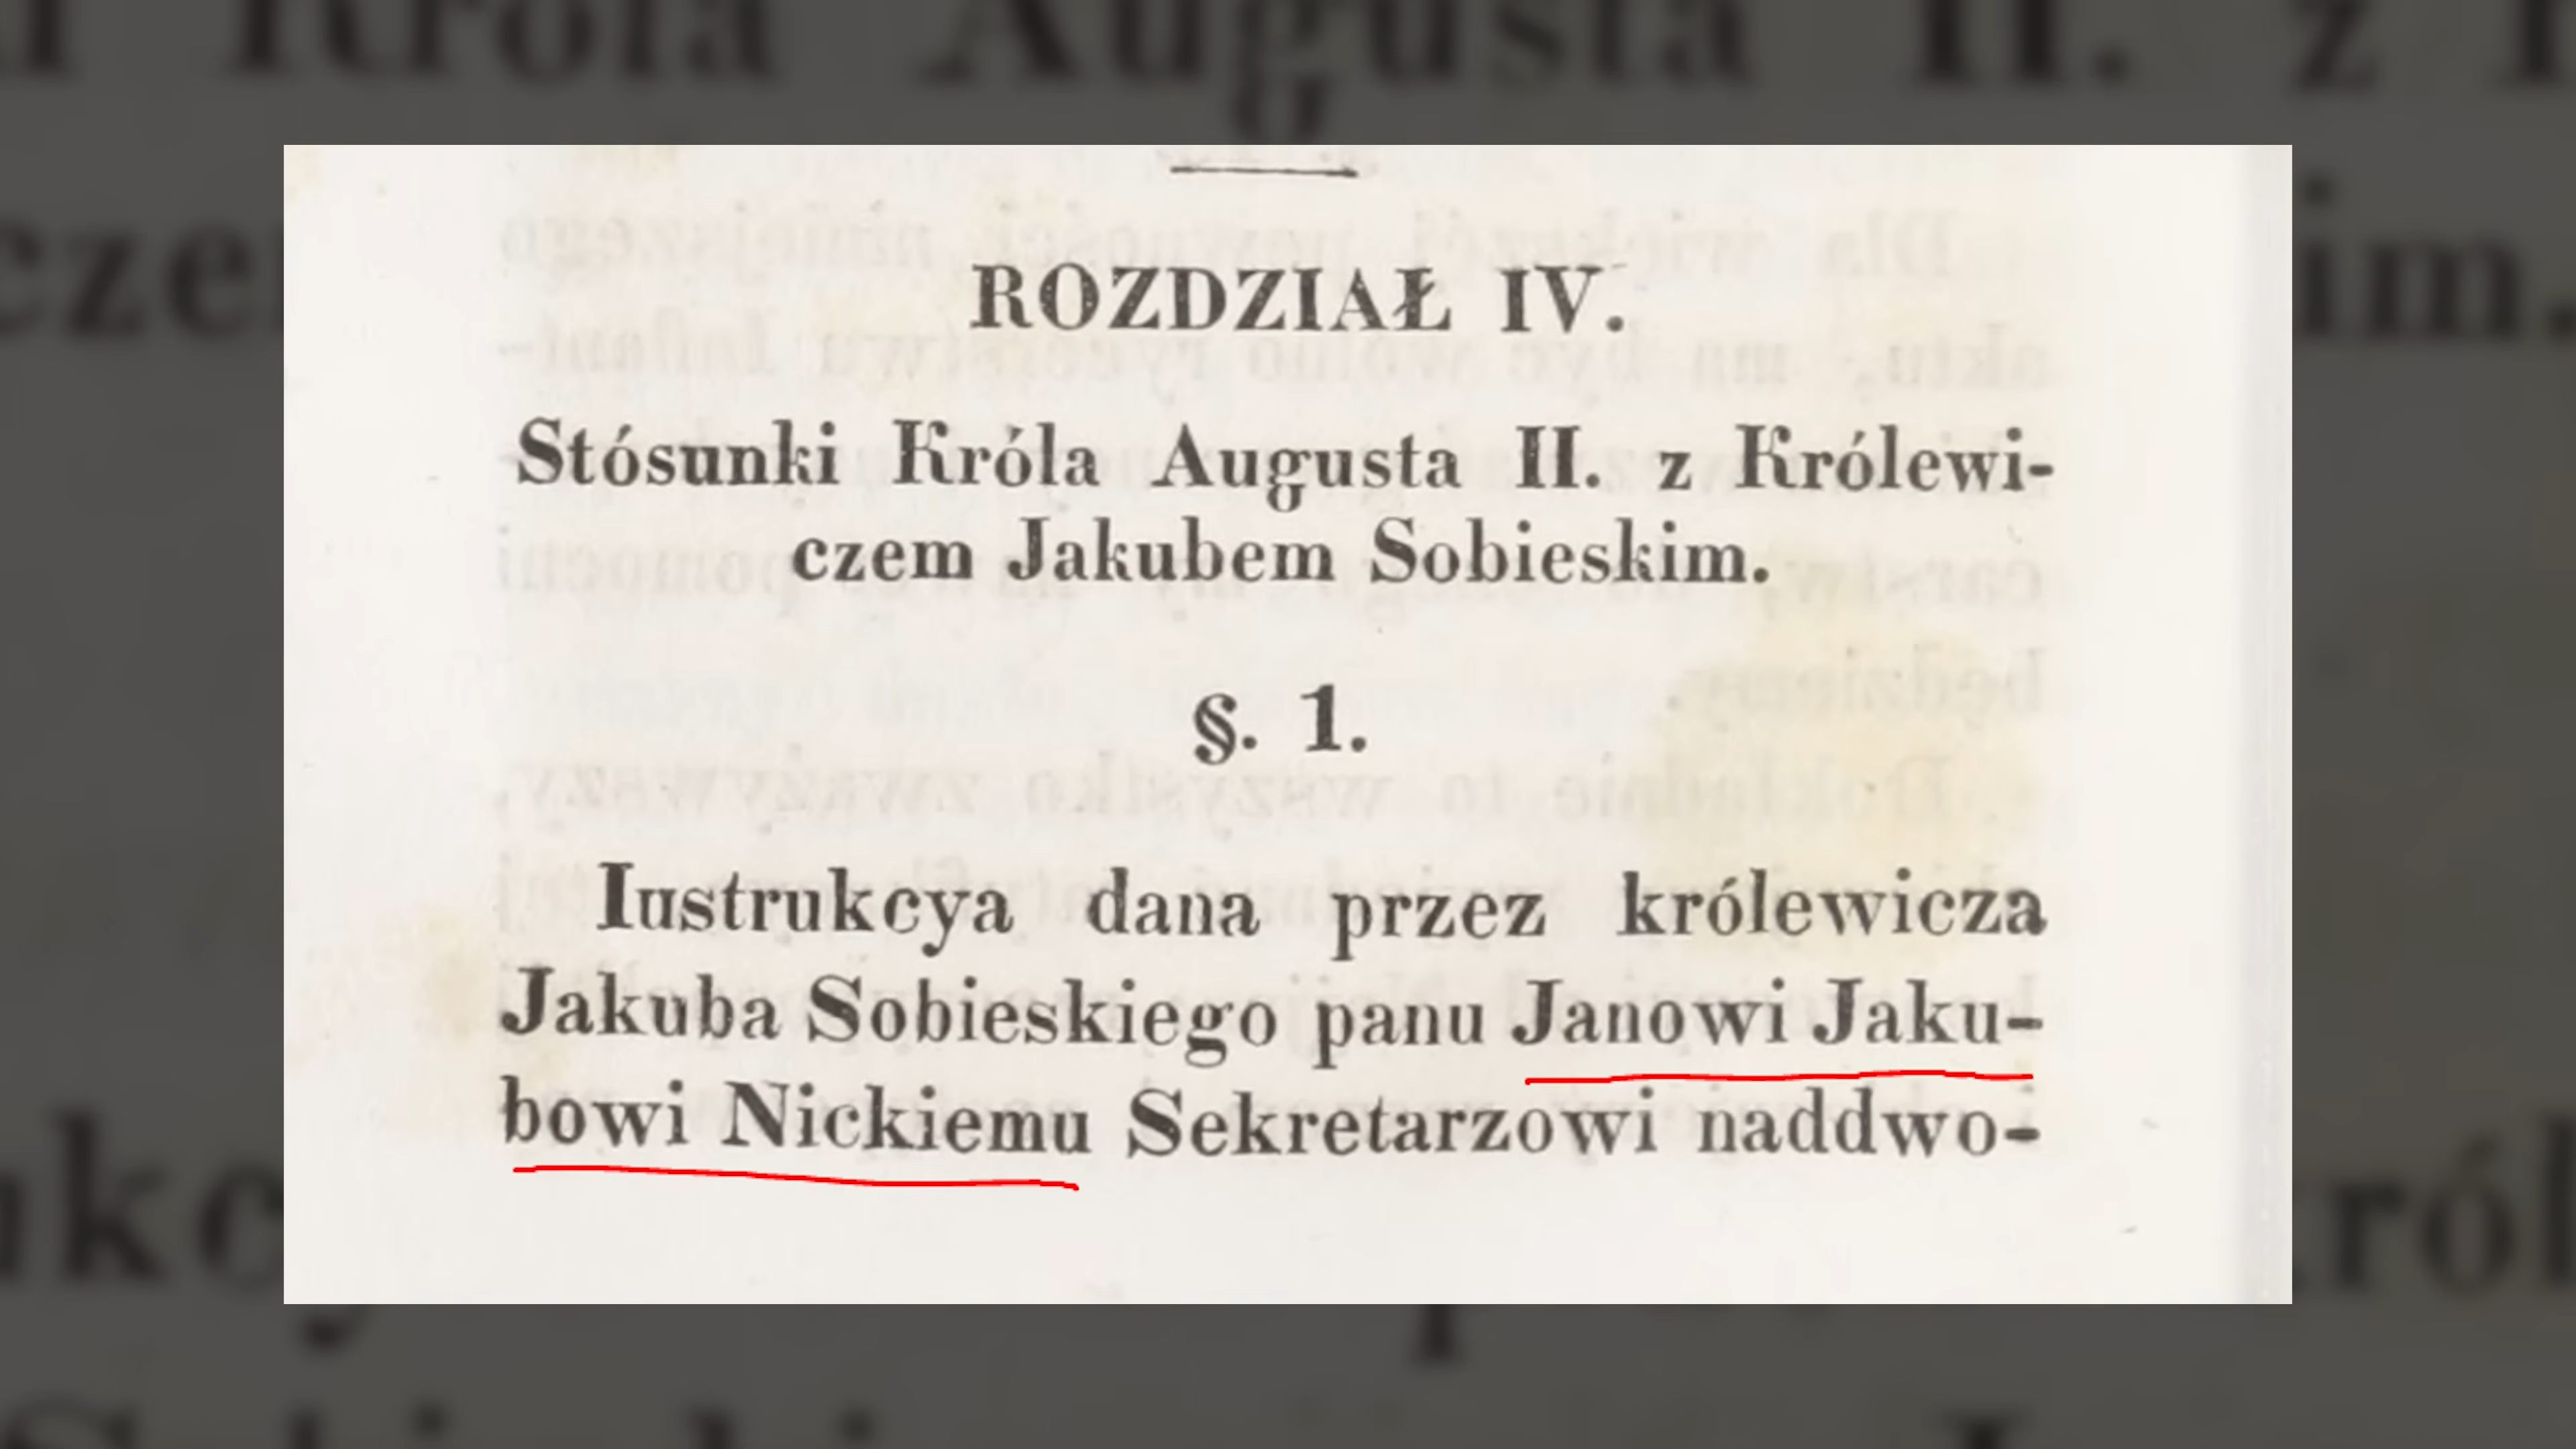 ROZDZIAŁ IV.
Stósunki Króla Augusta II. z Królewi-
czem Jakubem Sobieskim.
§. 1.
Iustrukcya dana przez królewicza
Jakuba Sobieskiego panu Janowi Jaku-
bowi Nickiemu Sekretarzowi naddwo-